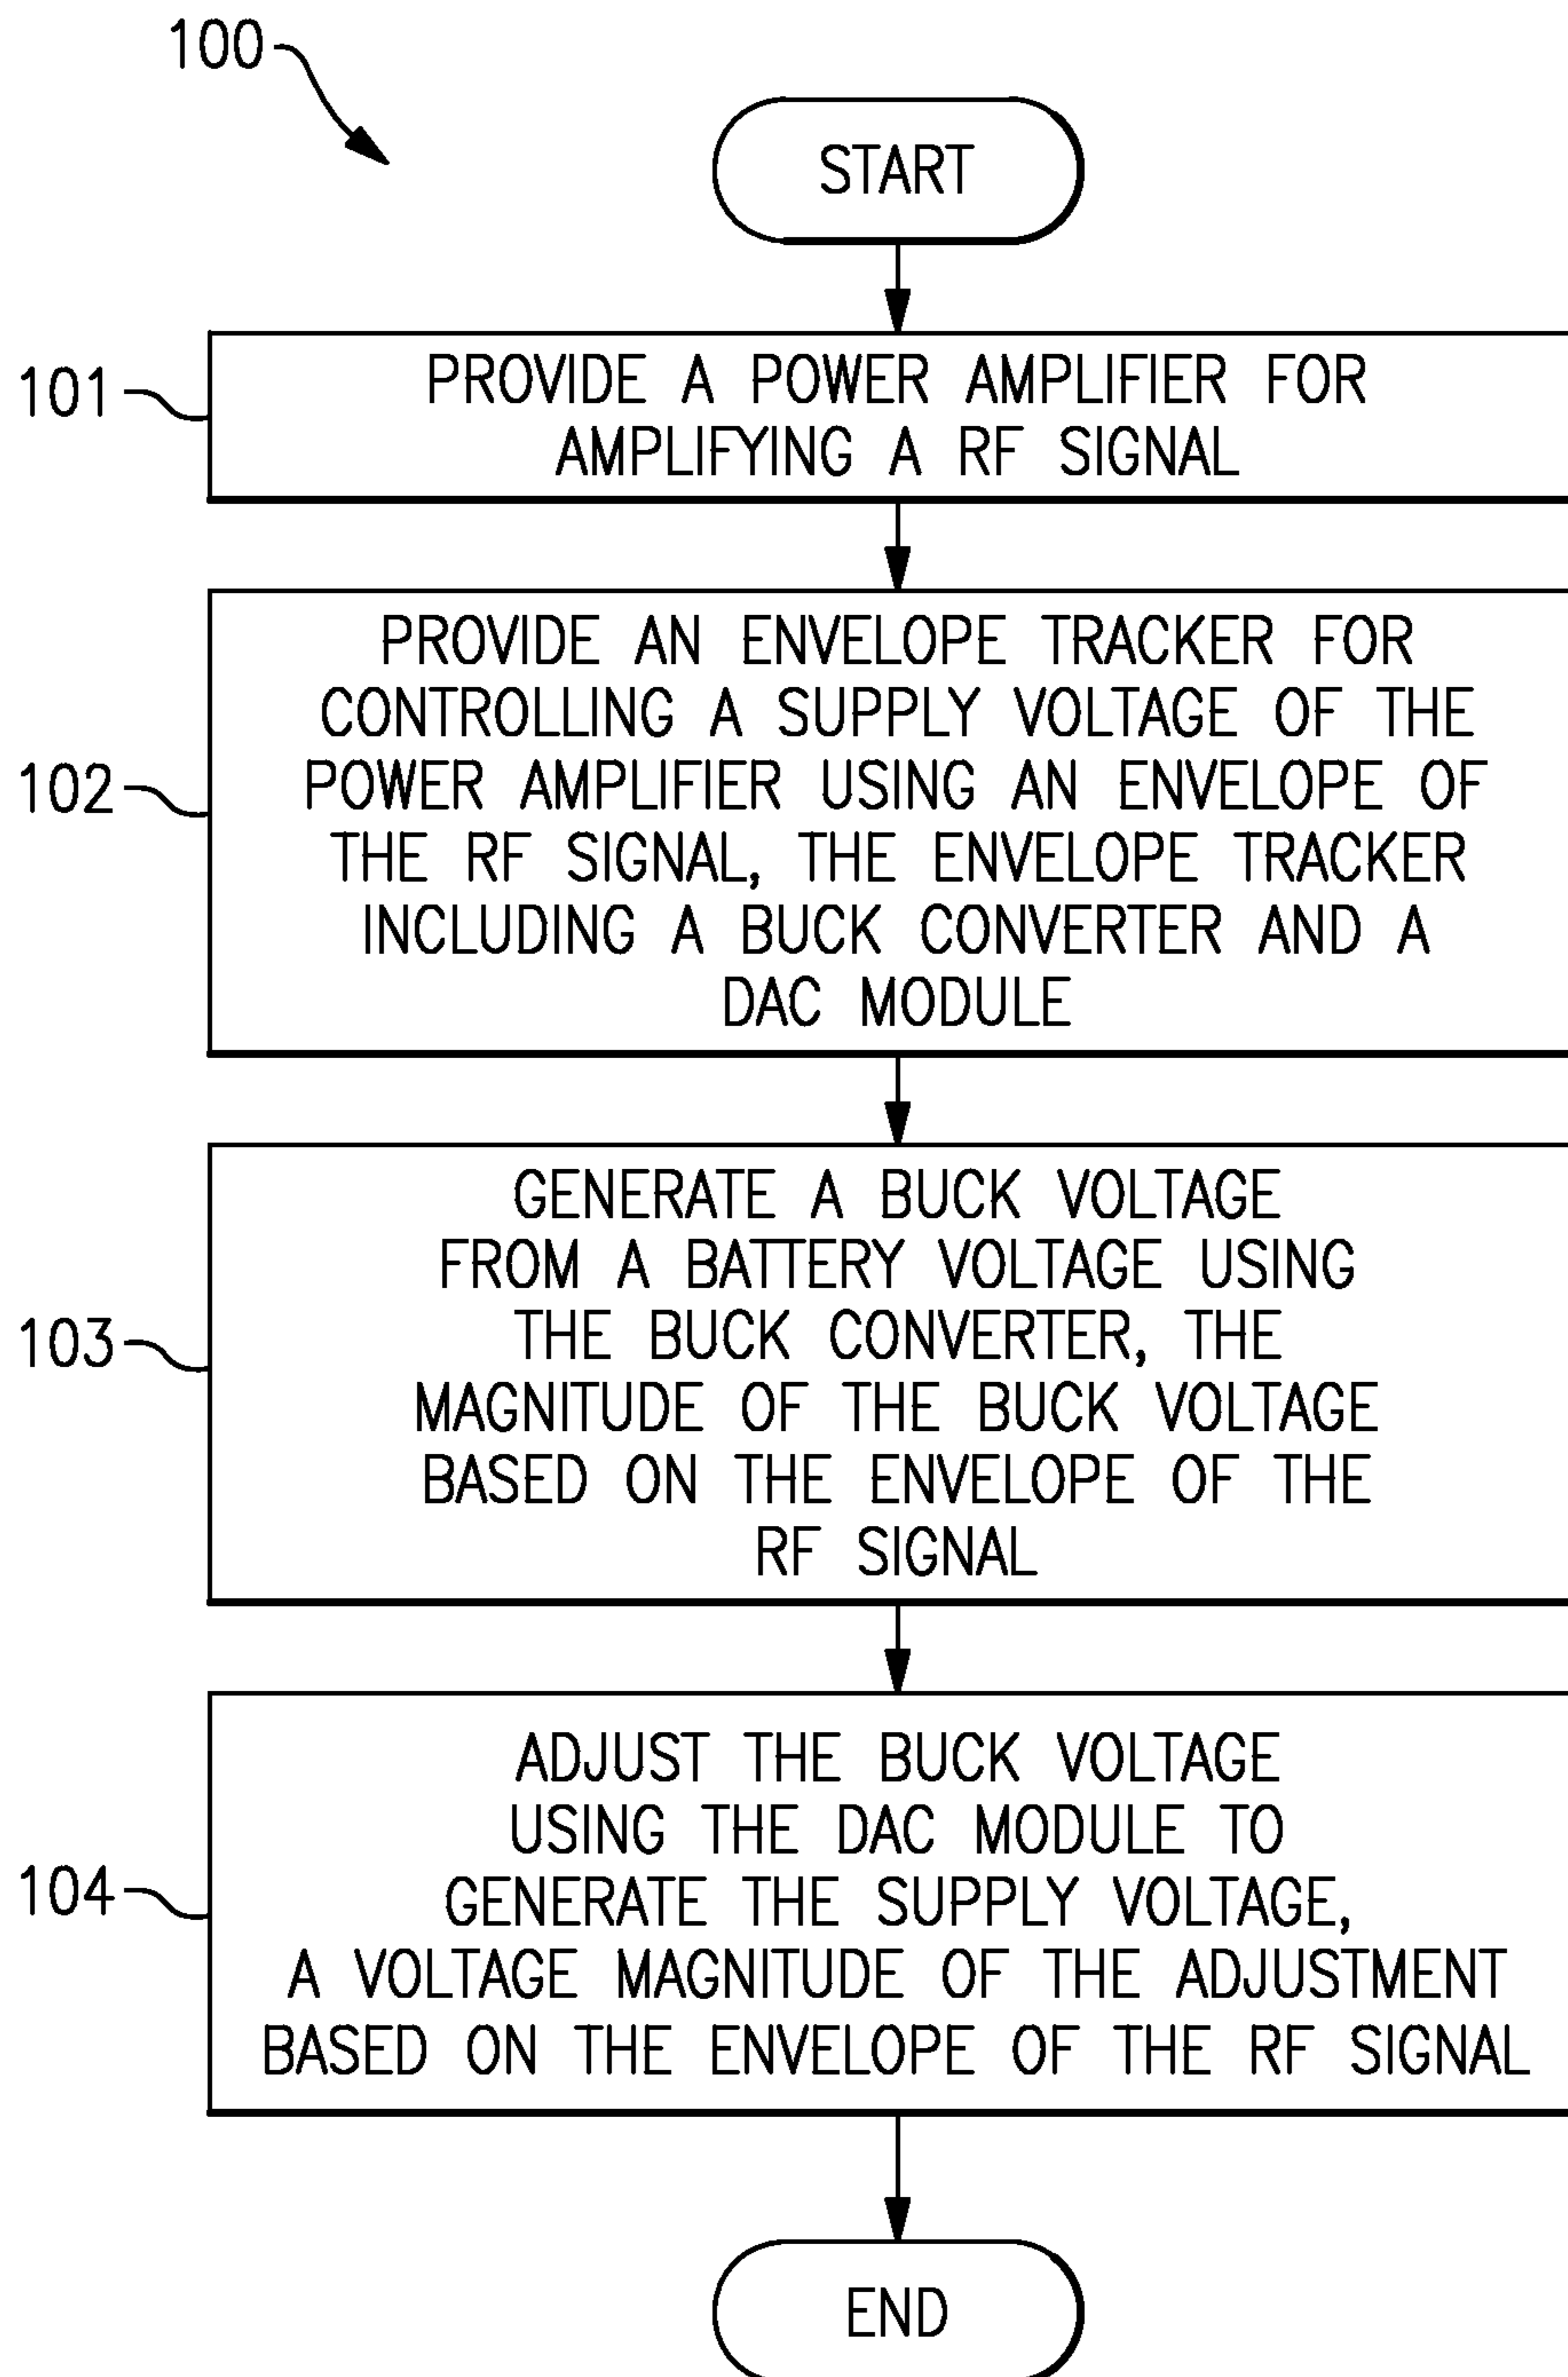 100
START
101
PROVIDE A POWER AMPLIFIER FOR
AMPLIFYING A RF SIGNAL
102
PROVIDE AN ENVELOPE TRACKER FOR
CONTROLLING A SUPPLY VOLTAGE OF THE
POWER AMPLIFIER USING AN ENVELOPE OF
THE RF SIGNAL, THE ENVELOPE TRACKER
INCLUDING A BUCK CONVERTER AND A
DAC MODULE
103
GENERATE A BUCK VOLTAGE
FROM A BATTERY VOLTAGE USING
THE BUCK CONVERTER, THE
MAGNITUDE OF THE BUCK VOLTAGE
BASED ON THE ENVELOPE OF THE
RF SIGNAL
104
ADJUST THE BUCK VOLTAGE
USING THE DAC MODULE TO
GENERATE THE SUPPLY VOLTAGE,
A VOLTAGE MAGNITUDE OF THE ADJUSTMENT
BASED ON THE ENVELOPE OF THE RF SIGNAL
END